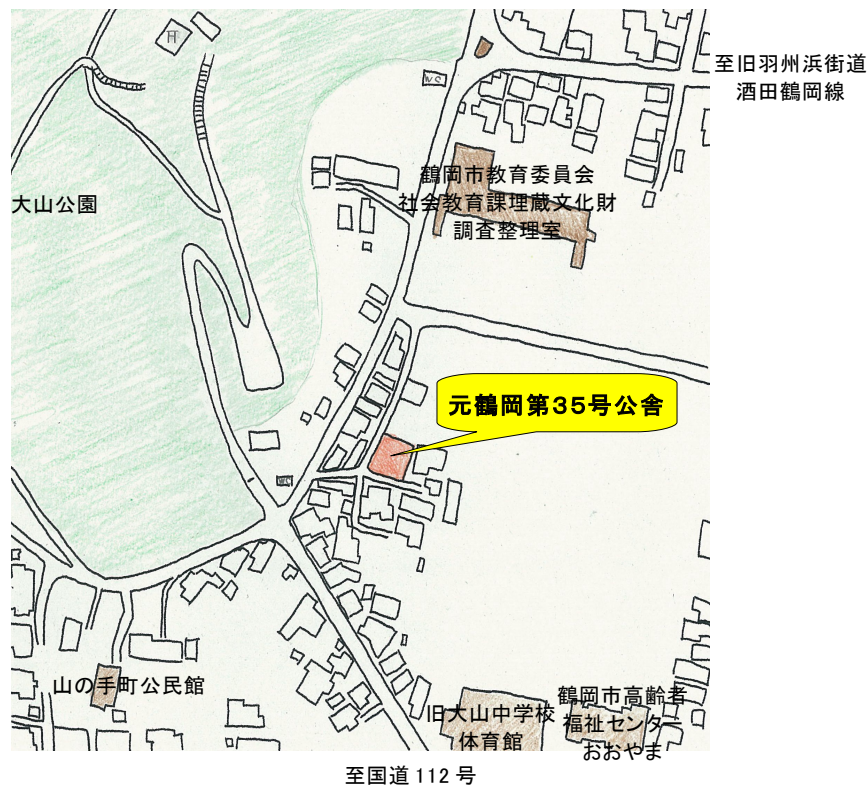 至旧羽州浜街道
酒田鶴岡線
WC
鶴岡市教育委員会
社会教育課埋蔵文化財
調査整理室
大山公園
元鶴岡第35号公舎
WC
山の手町公民館
旧大山中学校
体育館
鶴岡市高齢者
福祉センター
おおやま
至国道112号